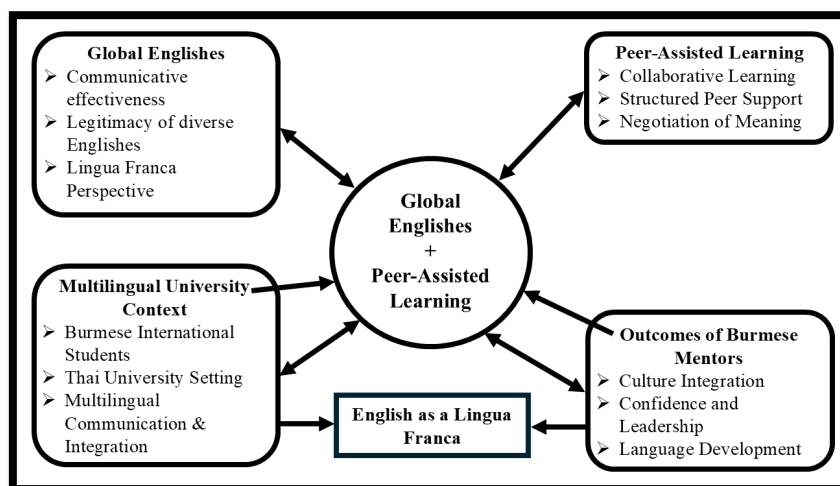 Global Englishes
➢ Communicative
effectiveness
➢ Legitimacy of diverse
Englishes
➢ Lingua Franca
Perspective
Peer-Assisted Learning
➢ Collaborative Learning
➢ Structured Peer Support
➢ Negotiation of Meaning
Global
Englishes
+
Peer-Assisted
Learning
Multilingual University
Context
➢ Burmese International
Students
➢ Thai University Setting
➢ Multilingual
Communication &
Integration
English as a Lingua
Franca
Outcomes of Burmese
Mentors
➢ Culture Integration
➢ Confidence and
Leadership
➢ Language Development